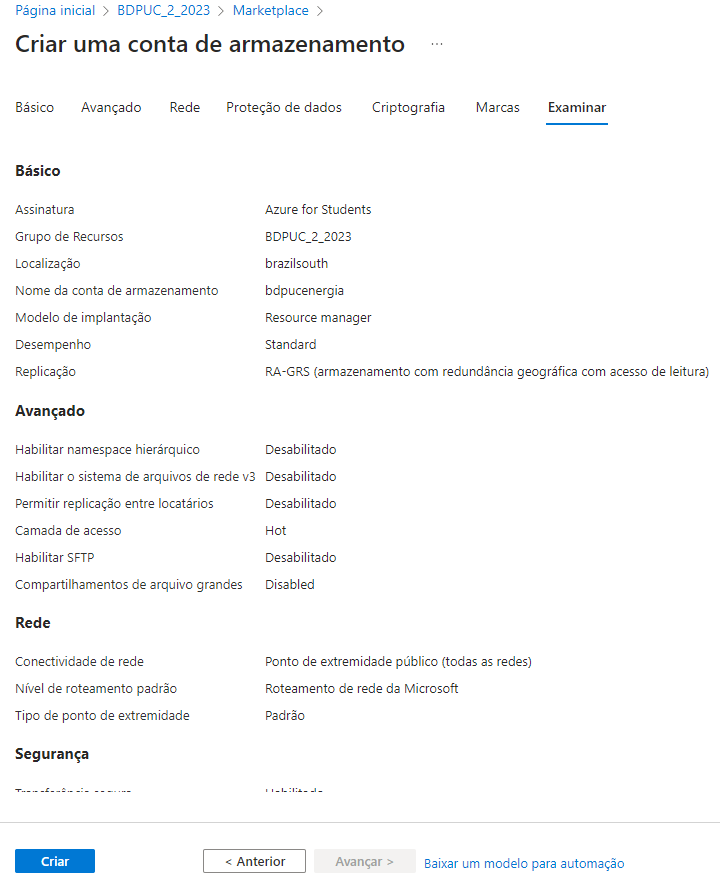 Página inicial > BDPUC_2_2023 > Marketplace >
Criar uma conta de armazenamento ...
Básico Avançado Rede Proteção de dados Criptografia Marcas Examinar
Básico
Assinatura Azure for Students
Grupo de Recursos BDPUC_2_2023
Localização brazilsouth
Nome da conta de armazenamento bdpucenergia
Modelo de implantação Resource manager
Desempenho Standard
Replicação RA-GRS (armazenamento com redundância geográfica com acesso de leitura)
Avançado
Habilitar namespace hierárquico Desabilitado
Habilitar o sistema de arquivos de rede v3 Desabilitado
Permitir replicação entre locatários Desabilitado
Camada de acesso Hot
Habilitar SFTP Desabilitado
Compartilhamentos de arquivo grandes Disabled
Rede
Conectividade de rede Ponto de extremidade público (todas as redes)
Nível de roteamento padrão Roteamento de rede da Microsoft
Tipo de ponto de extremidade Padrão
Segurança
Transferência segura Habilitado
Criar < Anterior Avançar > Baixar um modelo para automação